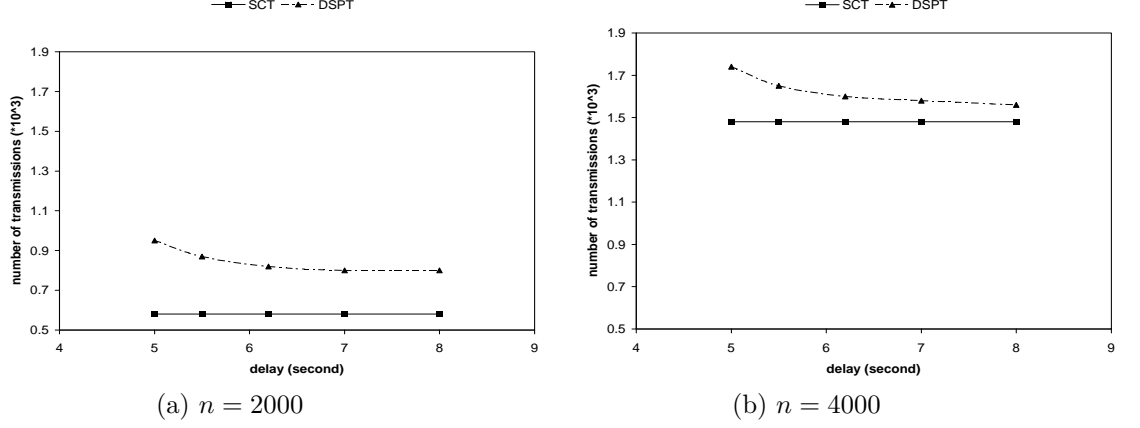 SCT DSPT
1.9
1.7
1.5
1.3
1.1
0.9
0.7
0.5
number of transmissions (*10^3)
4 5 6 7 8 9
delay (second)
(a) n = 2000
SCT DSPT
1.9
1.7
1.5
1.3
1.1
0.9
0.7
0.5
number of transmissions (*10^3)
4 5 6 7 8 9
delay (second)
(b) n = 4000